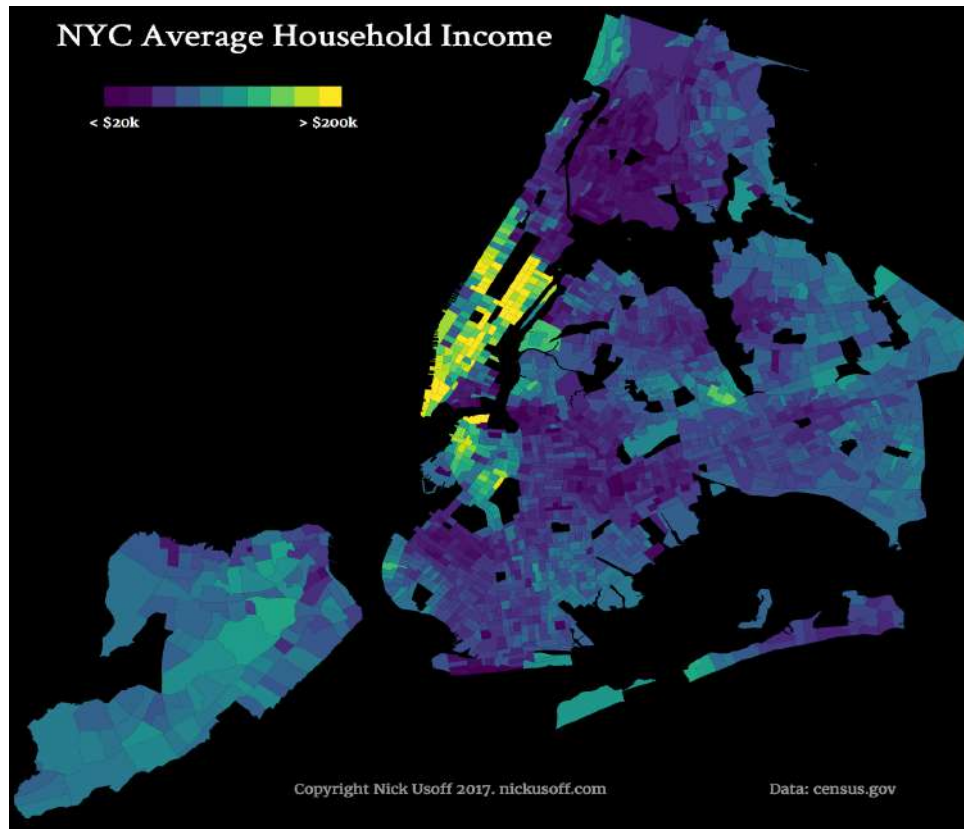 NYC Average Household Income
< $20k > $200k
Copyright Nick Usoff 2017. nickusoff.com Data: census.gov